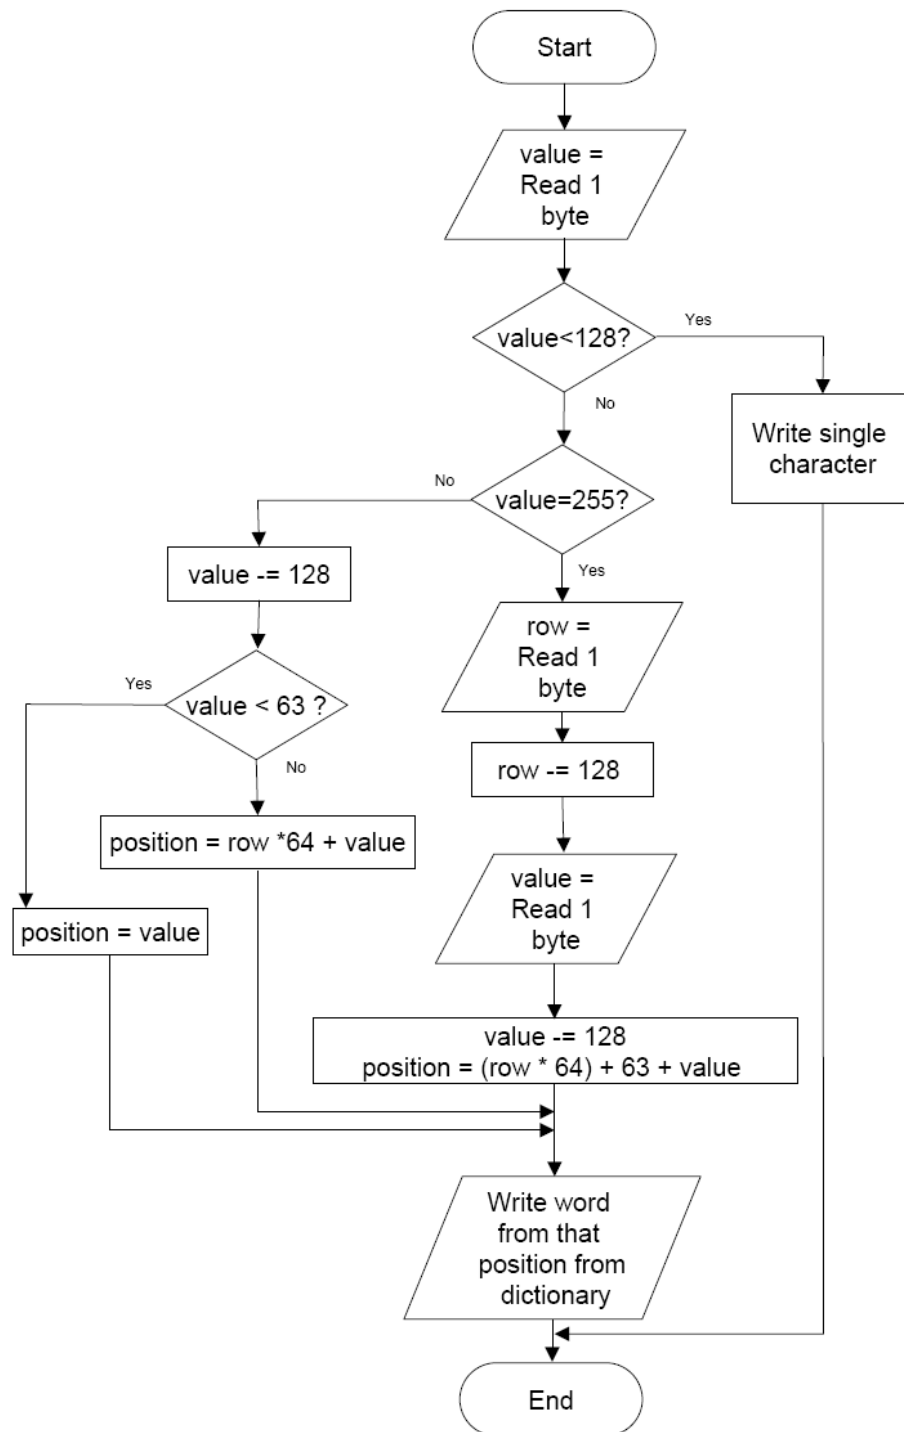 Start
value =
Read 1
byte
value<128?
Yes
No
Write single
character
value=255?
No
Yes
value -= 128
row =
Read 1
byte
value < 63 ?
Yes
No
row -= 128
position = row *64 + value
value =
Read 1
byte
position = value
value -= 128
position = (row * 64) + 63 + value
Write word
from that
position from
dictionary
End